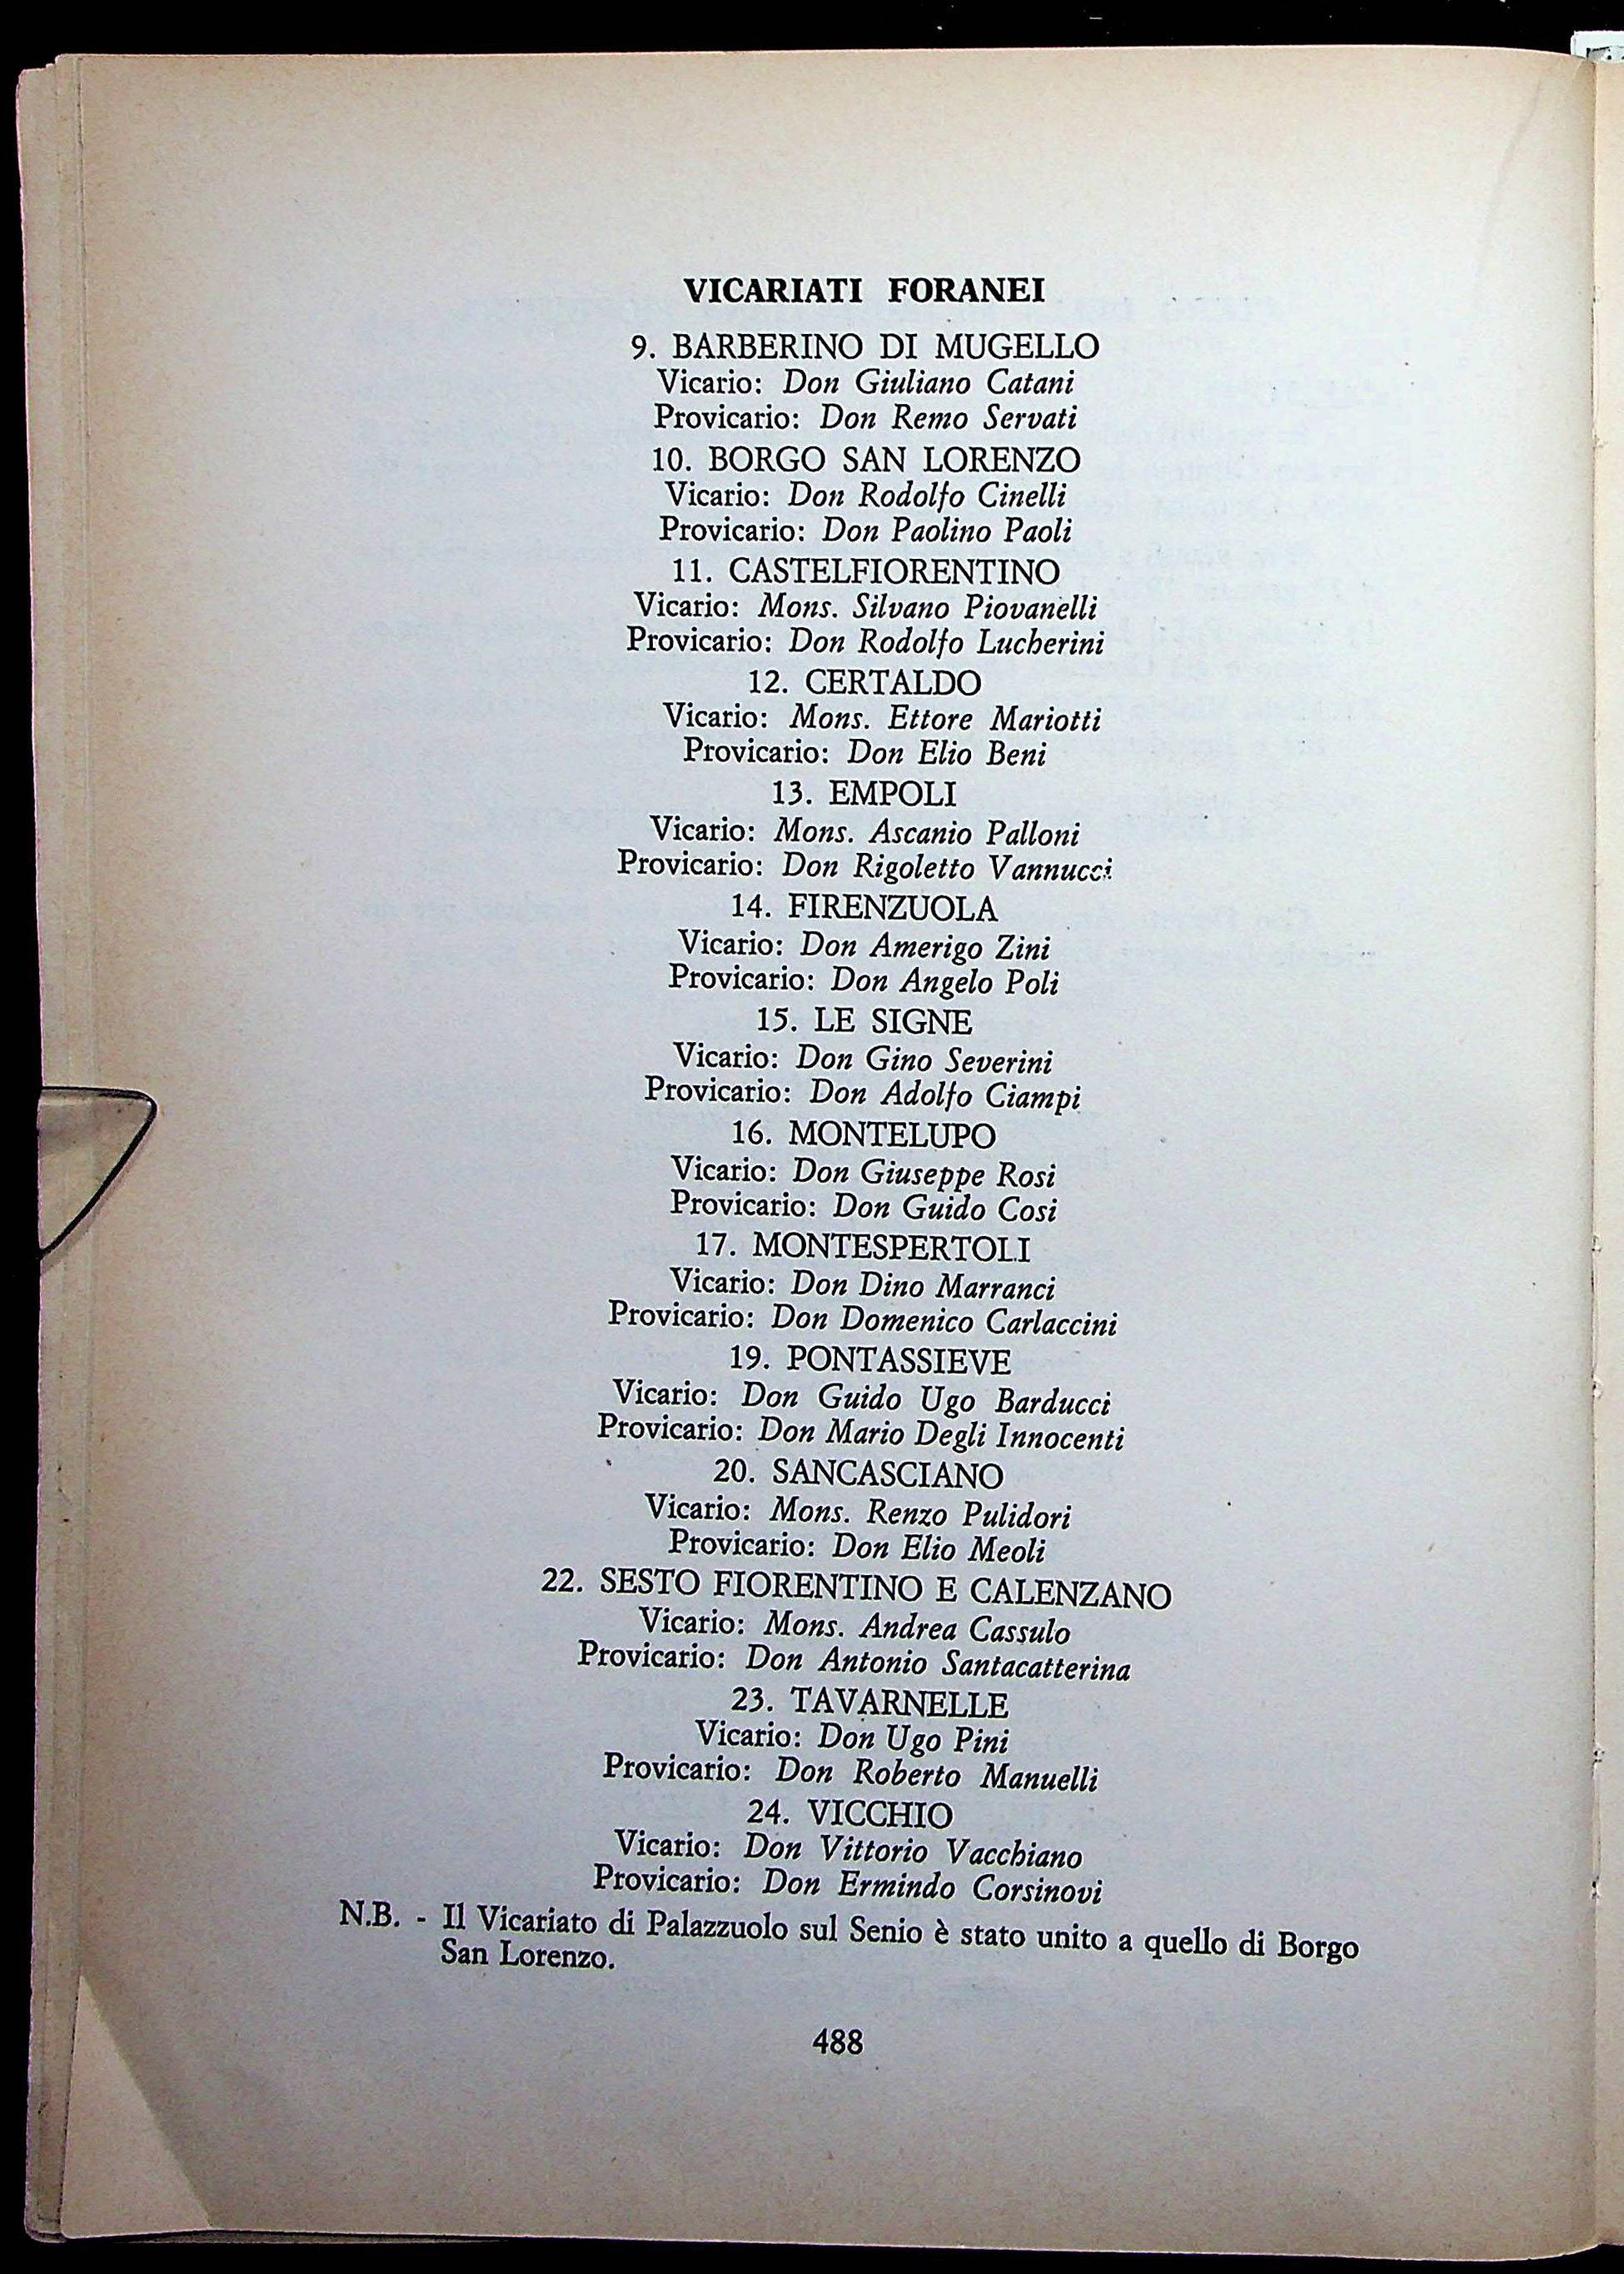 VICARIATI FORANEI
9. BARBERINO DI MUGELLO
Vicario: Don Giuliano Catani
Provicario: Don Remo Servati
10. BORGO SAN LORENZO
Vicario: Don Rodolfo Cinelli
Provicario: Don Paolino Paoli
11. CASTELFIORENTINO
Vicario: Mons. Silvano Piovanelli
Provicario: Don Rodolfo Lucherini
12. CERTALDO
Vicario: Mons. Ettore Mariotti
Provicario: Don Elio Beni
13. EMPOLI
Vicario: Mons. Ascanio Palloni
Provicario: Don Rigoletto Vannucci
14. FIRENZUOLA
Vicario: Don Amerigo Zini
Provicario: Don Angelo Poli
15. LE SIGNE
Vicario: Don Gino Severini
Provicario: Don Adolfo Ciampi
16. MONTELUPO
Vicario: Don Giuseppe Rosi
Provicario: Don Guido Cosi
17. MONTESPERTOLI
Vicario: Don Dino Marranci
Provicario: Don Domenico Carlaccini
19. PONTASSIEVE
Vicario: Don Guido Ugo Barducci
Provicario: Don Mario Degli Innocenti
20. SANCASCIANO
Vicario: Mons. Renzo Pulidori
Provicario: Don Elio Meoli
22. SESTO FIORENTINO E CALENZANO
Vicario: Mons. Andrea Cassulo
Provicario: Don Antonio Santacatterina
23. TAVARNELLE
Vicario: Don Ugo Pini
Provicario: Don Roberto Manuelli
24. VICCHIO
Vicario: Don Vittorio Vacchiano
Provicario: Don Ermindo Corsinovi
N.B. - Il Vicariato di Palazzuolo sul Senio è stato unito a quello di Borgo
San Lorenzo.
488